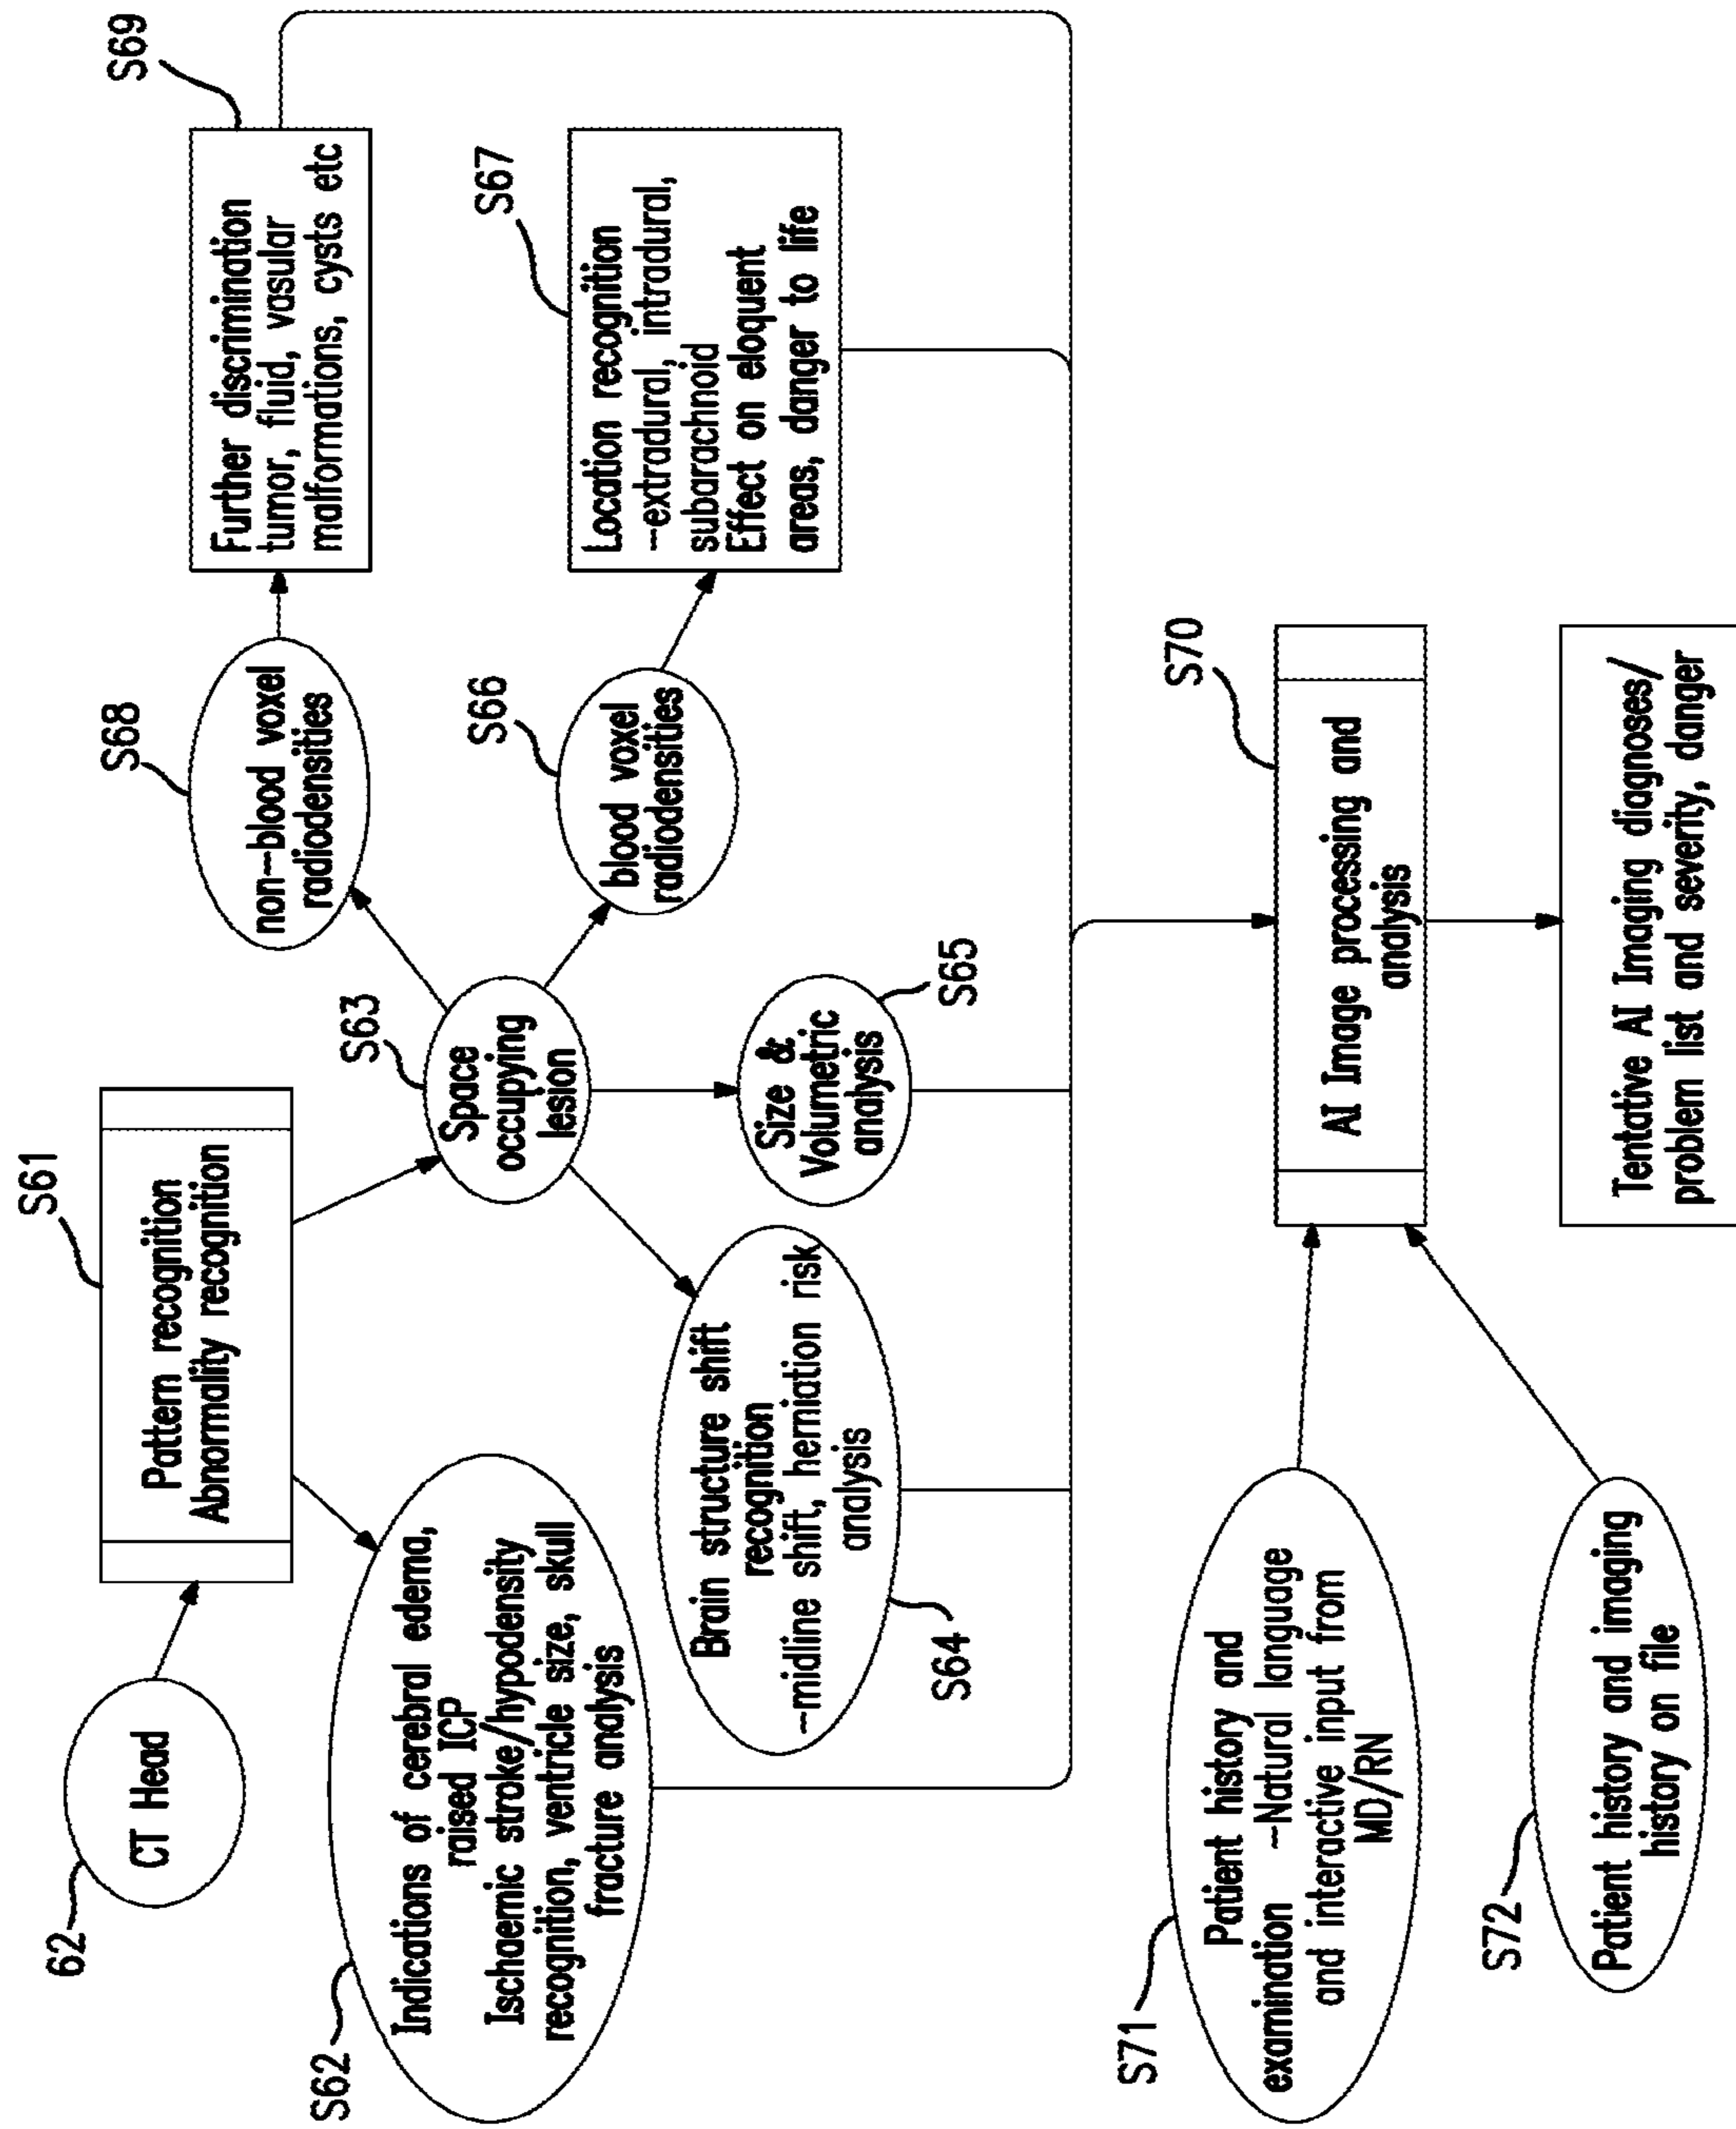 62
CT Head
S61
Pattern recognition
Abnormality recognition
S62
Indications of cerebral edema,
raised ICP
Ischaemic stroke/hypodensity
recognition, ventricle size, skull
fracture analysis
S63
Space
occupying
lesion
S68
non-blood voxel
radiodensities
S69
Further discrimination
tumor, fluid, vasular
malformations, cysts etc
S66
blood voxel
radiodensities
S67
Location recognition
-extradural, intradural,
subarachnoid
Effect on eloquent
areas, danger to life
S64
Brain structure shift
recognition
-midline shift, herniation risk
analysis
S65
Size &
Volumetric
analysis
S71
Patient history and
examination -Natural language
and interactive input from
MD/RN
S72
Patient history and imaging
history on file
S70
AI Image processing and
analysis
Tentative AI Imaging diagnoses/
problem list and severity, danger